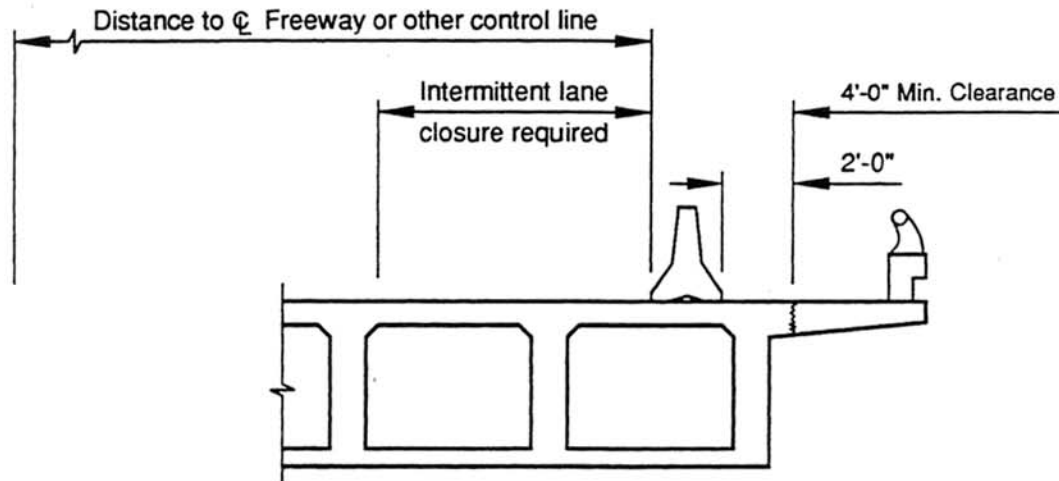 Distance to ℄ Freeway or other control line
Intermittent lane
closure required
4'-0" Min. Clearance
2'-0"